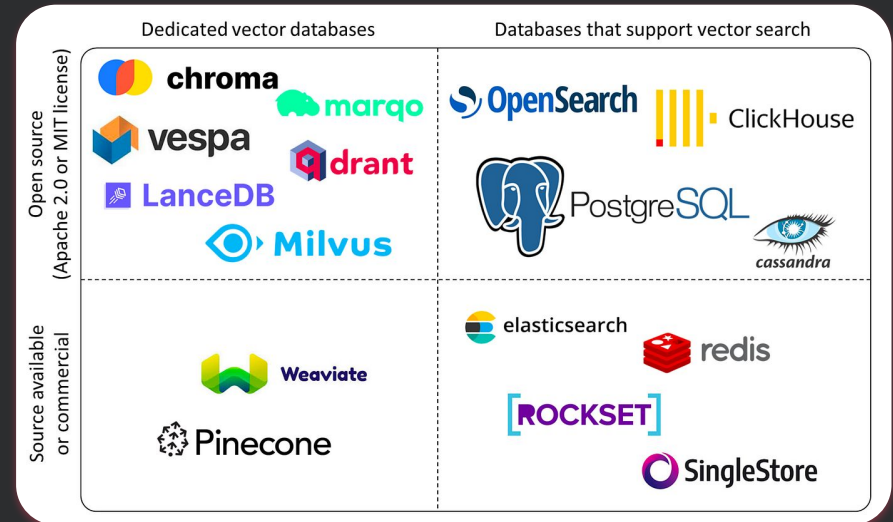 Dedicated vector databases
Databases that support vector search
Open source
(Apache 2.0 or MIT license)
chroma
marqo
vespa
qdrant
LanceDB
Milvus
OpenSearch
ClickHouse
PostgreSQL
cassandra
Source available
or commercial
Weaviate
Pinecone
elasticsearch
redis
ROCKSET
SingleStore